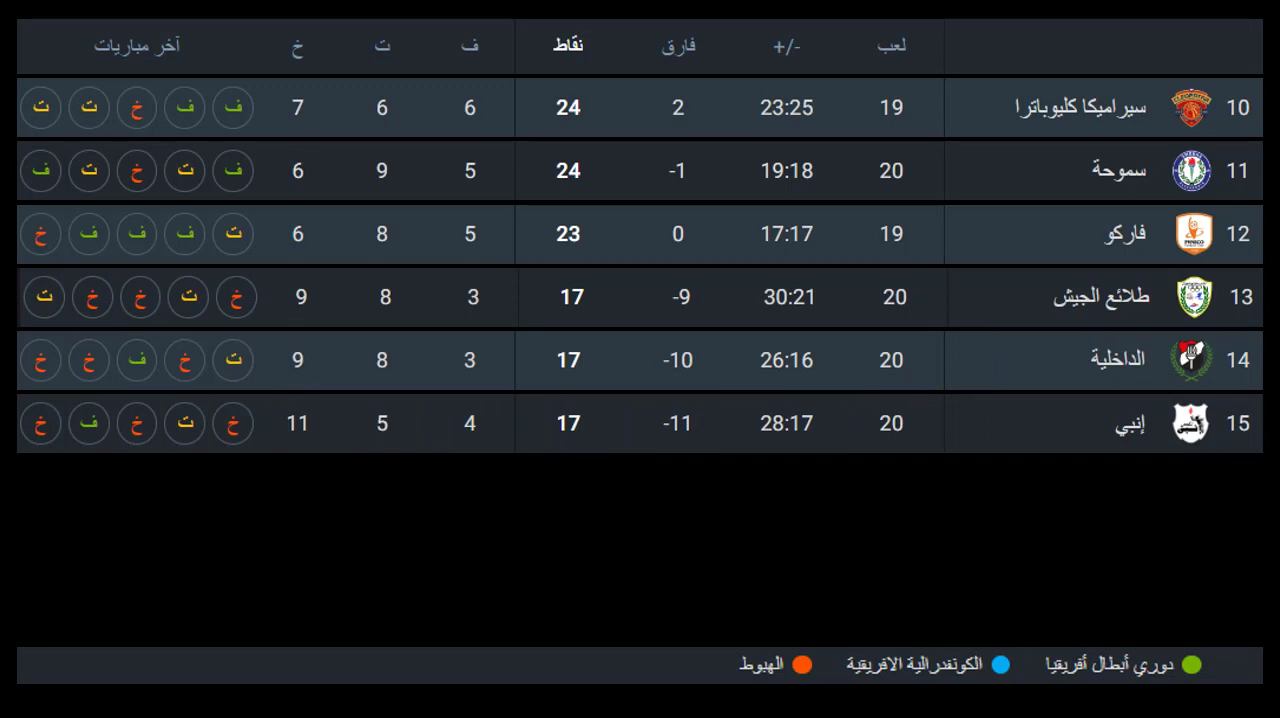 لعب +/- فارق نقاط ف ت خ آخر مباريات
10 سيراميكا كليوباترا 19 23:25 2 24 6 6 7 ف ف خ ت ت
11 سموحة 20 19:18 -1 24 5 9 6 ف ت خ ت ف
12 فاركو 19 17:17 0 23 5 8 6 ت ف ف ف خ
13 طلائع الجيش 20 30:21 -9 17 3 8 9 خ ت خ خ ت
14 الداخلية 20 26:16 -10 17 3 8 9 ت خ ف خ خ
15 إنبي 20 28:17 -11 17 4 5 11 خ ت خ ف خ
دوري أبطال أفريقيا الكونفدرالية الافريقية الهبوط